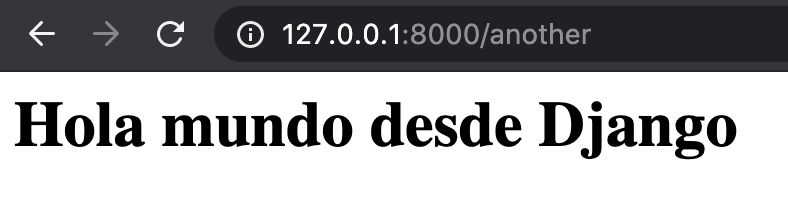 127.0.0.1:8000/another
Hola mundo desde Django